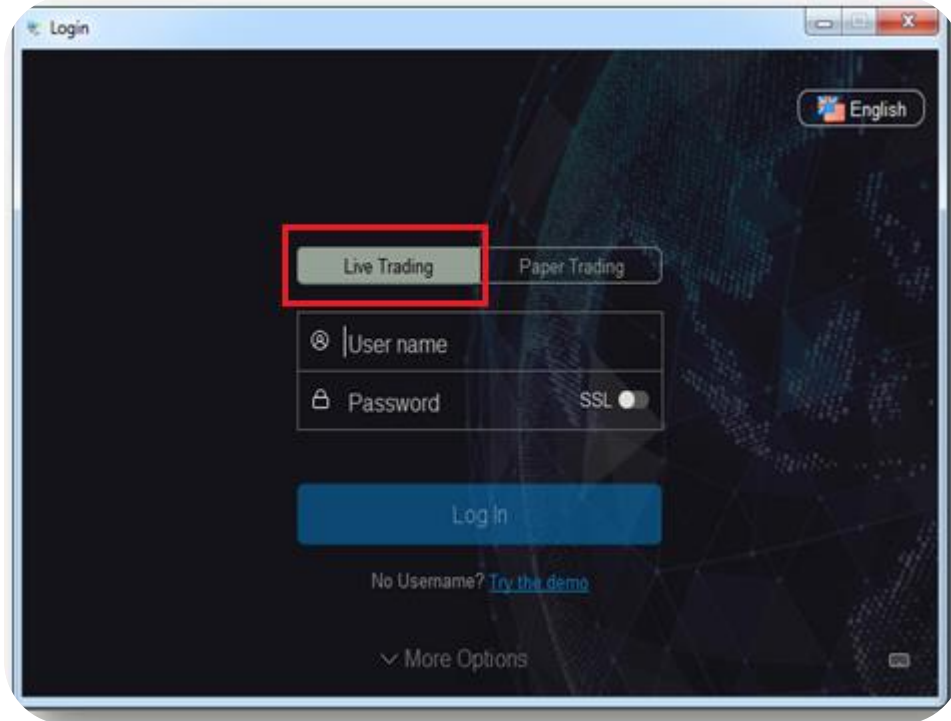 Login
English
Live Trading Paper Trading
User name
Password SSL
Log In
No Username? Try the demo
More Options